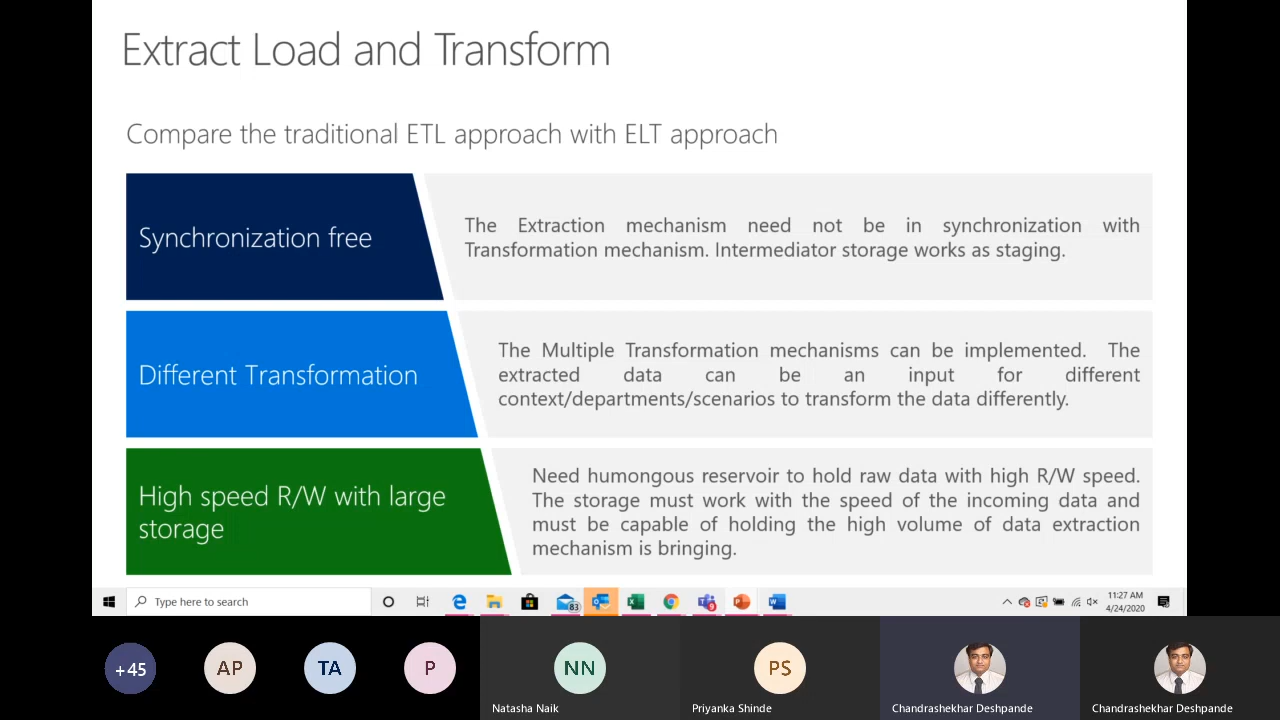 Extract Load and Transform
Compare the traditional ETL approach with ELT approach
Synchronization free
The Extraction mechanism need not be in synchronization with
Transformation mechanism. Intermediator storage works as staging.
Different Transformation
The Multiple Transformation mechanisms can be implemented. The
extracted data can be an input for different
context/departments/scenarios to transform the data differently.
High speed R/W with large
storage
Need humongous reservoir to hold raw data with high R/W speed.
The storage must work with the speed of the incoming data and
must be capable of holding the high volume of data extraction
mechanism is bringing.
Type here to search
83
9
11:27 AM
4/24/2020
+45
AP
TA
P
NN
PS
Natasha Naik
Priyanka Shinde
Chandrashekhar Deshpande
Chandrashekhar Deshpande